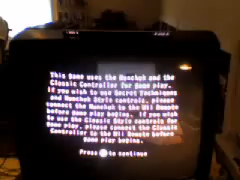 This game uses the Nunchuk and the
Classic Controller for game play.
If you wish to use Secret Techniques
and Nunchuk Style controls, please
connect the Nunchuk to the Wii Remote
before game play begins. If you wish
to use the Classic Style controls for
game play, please connect the Classic
Controller to the Wii Remote before
game play begins.
Press to continue